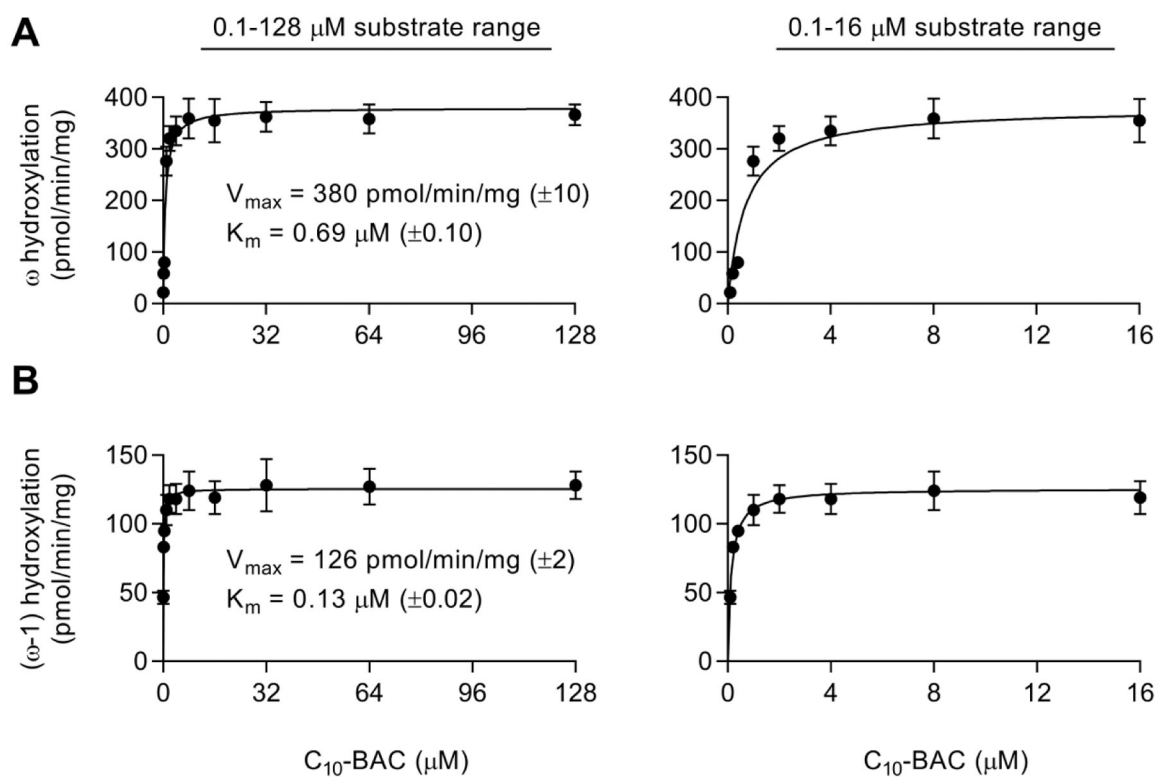 A
0.1-128 μM substrate range
0.1-16 μM substrate range
ω hydroxylation
(pmol/min/mg)
400
300
200
100
0
Vmax = 380 pmol/min/mg (±10)
Km = 0.69 μM (±0.10)
0 32 64 96 128
400
300
200
100
0
0 4 8 12 16
B
(ω-1) hydroxylation
(pmol/min/mg)
150
100
50
0
Vmax = 126 pmol/min/mg (±2)
Km = 0.13 μM (±0.02)
0 32 64 96 128
C10-BAC (μM)
150
100
50
0
0 4 8 12 16
C10-BAC (μM)